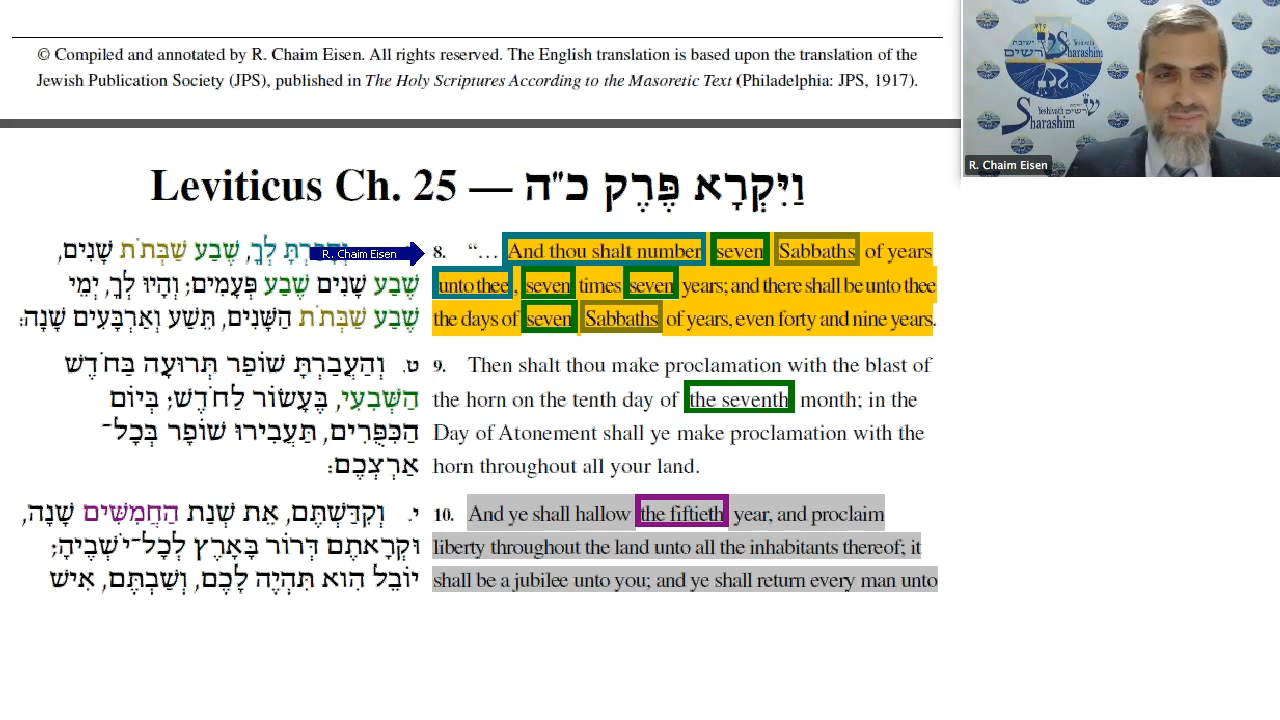 © Compiled and annotated by R. Chaim Eisen. All rights reserved. The English translation is based upon the translation of the
Jewish Publication Society (JPS), published in The Holy Scriptures According to the Masoretic Text (Philadelphia: JPS, 1917).
ישיבת
שרשים
Yeshivath
Sharashim
Yeshivath שרשים
Sharashim
R. Chaim Eisen
Leviticus Ch. 25 — וַיִּקְרָא פֶּרֶק כ״ה
לְךָ, שֶׁבַע שַׁבְּתֹת שָׁנִים,
שֶׁבַע שָׁנִים שֶׁבַע פְּעָמִים; וְהָיוּ לְךָ, יְמֵי
שֶׁבַע שַׁבְּתֹת הַשָּׁנִים, תֵּשַׁע וְאַרְבָּעִים שָׁנָה:
R. Chaim Eisen
8. “… And thou shalt number seven Sabbaths of years
unto thee, seven times seven years; and there shall be unto thee
the days of seven Sabbaths of years, even forty and nine years.
ט. וְהַעֲבַרְתָּ שׁוֹפַר תְּרוּעָה בַּחֹדֶשׁ
הַשְּׁבִעִי, בֶּעָשׂוֹר לַחֹדֶשׁ; בְּיוֹם
הַכִּפֻּרִים, תַּעֲבִירוּ שׁוֹפָר בְּכָל־
אַרְצְכֶם:
9. Then shalt thou make proclamation with the blast of
the horn on the tenth day of the seventh month; in the
Day of Atonement shall ye make proclamation with the
horn throughout all your land.
י. וְקִדַּשְׁתֶּם, אֵת שְׁנַת הַחֲמִשִּׁים שָׁנָה,
וּקְרָאתֶם דְּרוֹר בָּאָרֶץ לְכָל־יֹשְׁבֶיהָ;
יוֹבֵל הִוא תִּהְיֶה לָכֶם, וְשַׁבְתֶּם, אִישׁ
10. And ye shall hallow the fiftieth year, and proclaim
liberty throughout the land unto all the inhabitants thereof; it
shall be a jubilee unto you; and ye shall return every man unto